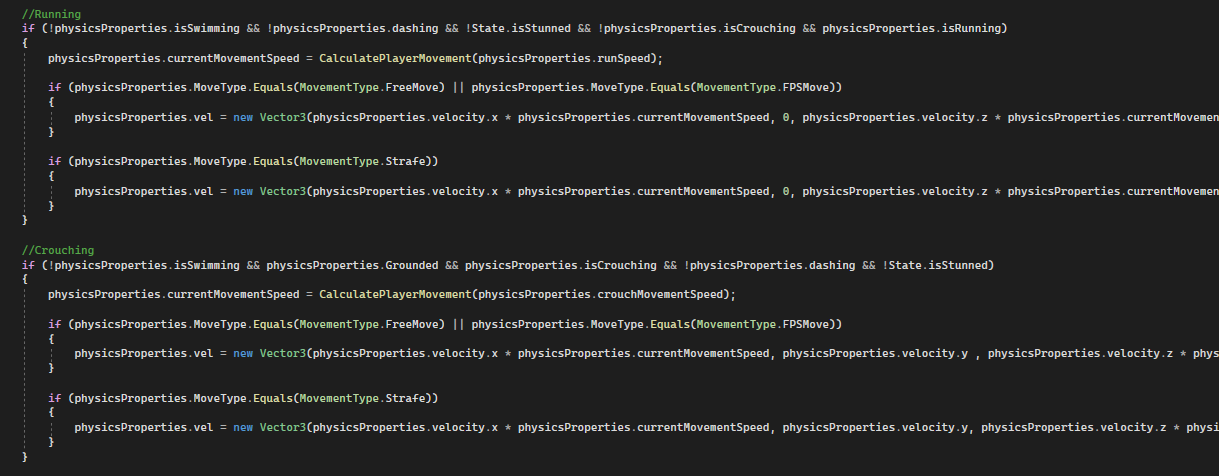 //Running
if (!physicsProperties.isSwimming && !physicsProperties.dashing && !State.isStunned && !physicsProperties.isCrouching && physicsProperties.isRunning)
{
physicsProperties.currentMovementSpeed = CalculatePlayerMovement(physicsProperties.runSpeed);
if (physicsProperties.MoveType.Equals(MovementType.FreeMove) || physicsProperties.MoveType.Equals(MovementType.FPSMove))
{
physicsProperties.vel = new Vector3(physicsProperties.velocity.x * physicsProperties.currentMovementSpeed, 0, physicsProperties.velocity.z * physicsProperties.currentMovemen
}
if (physicsProperties.MoveType.Equals(MovementType.Strafe))
{
physicsProperties.vel = new Vector3(physicsProperties.velocity.x * physicsProperties.currentMovementSpeed, 0, physicsProperties.velocity.z * physicsProperties.currentMovemen
}
}
//Crouching
if (!physicsProperties.isSwimming && physicsProperties.Grounded && physicsProperties.isCrouching && !physicsProperties.dashing && !State.isStunned)
{
physicsProperties.currentMovementSpeed = CalculatePlayerMovement(physicsProperties.crouchMovementSpeed);
if (physicsProperties.MoveType.Equals(MovementType.FreeMove) || physicsProperties.MoveType.Equals(MovementType.FPSMove))
{
physicsProperties.vel = new Vector3(physicsProperties.velocity.x * physicsProperties.currentMovementSpeed, physicsProperties.velocity.y , physicsProperties.velocity.z * phys
}
if (physicsProperties.MoveType.Equals(MovementType.Strafe))
{
physicsProperties.vel = new Vector3(physicsProperties.velocity.x * physicsProperties.currentMovementSpeed, physicsProperties.velocity.y, physicsProperties.velocity.z * physi
}
}